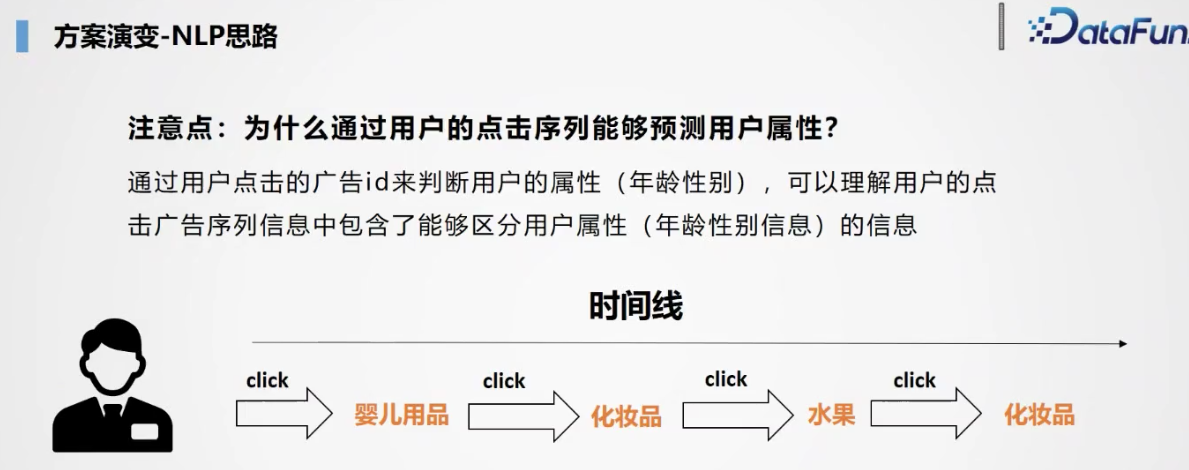 方案演变-NLP思路
DataFun.
注意点：为什么通过用户的点击序列能够预测用户属性？
通过用户点击的广告id来判断用户的属性（年龄性别），可以理解用户的点
击广告序列信息中包含了能够区分用户属性（年龄性别信息）的信息
时间线
click
click
click
click
婴儿用品
化妆品
水果
化妆品